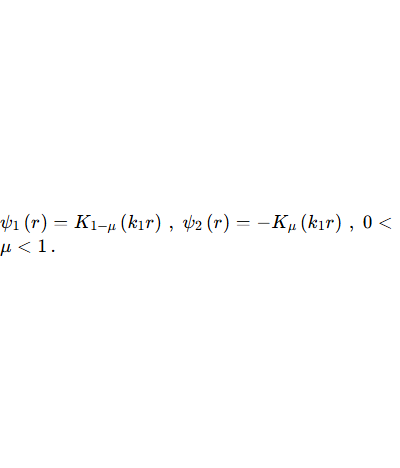 ψ₁ (r) = K₁₋μ (k₁r) , ψ₂ (r) = −Kμ (k₁r) , 0 <
μ < 1 .